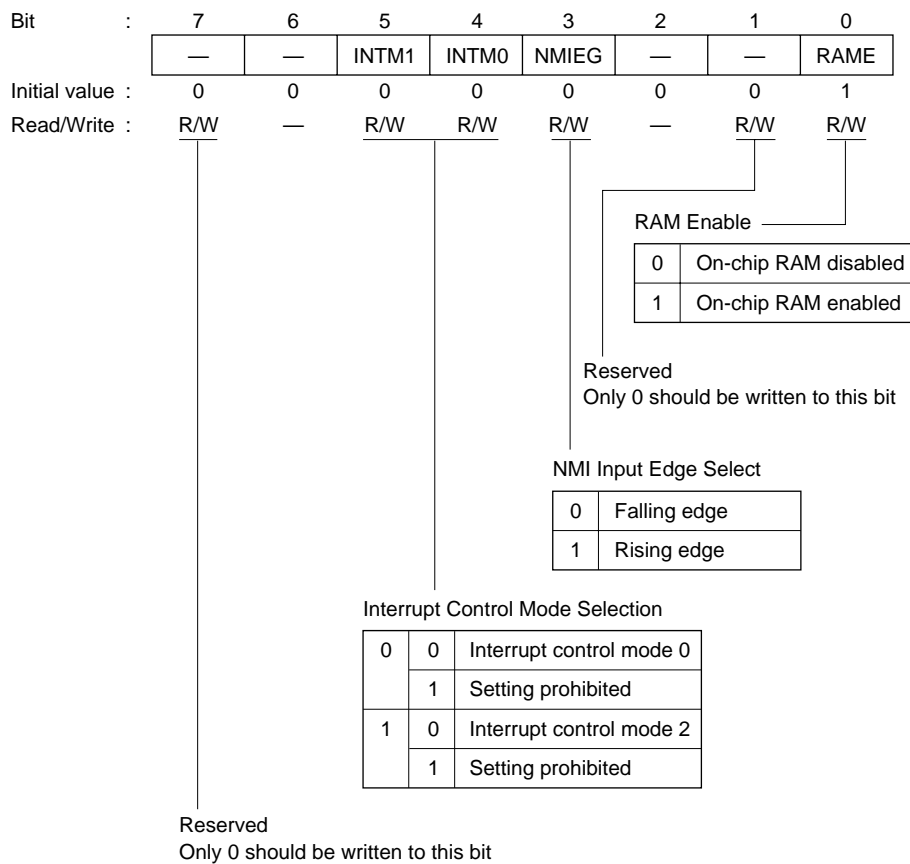 Bit : 7 6 5 4 3 2 1 0
— — INTM1 INTM0 NMIEG — — RAME
Initial value : 0 0 0 0 0 0 0 1
Read/Write : R/W — R/W R/W R/W — R/W R/W
RAM Enable
0 On-chip RAM disabled
1 On-chip RAM enabled
Reserved
Only 0 should be written to this bit
NMI Input Edge Select
0 Falling edge
1 Rising edge
Interrupt Control Mode Selection
0 0 Interrupt control mode 0
1 Setting prohibited
1 0 Interrupt control mode 2
1 Setting prohibited
Reserved
Only 0 should be written to this bit